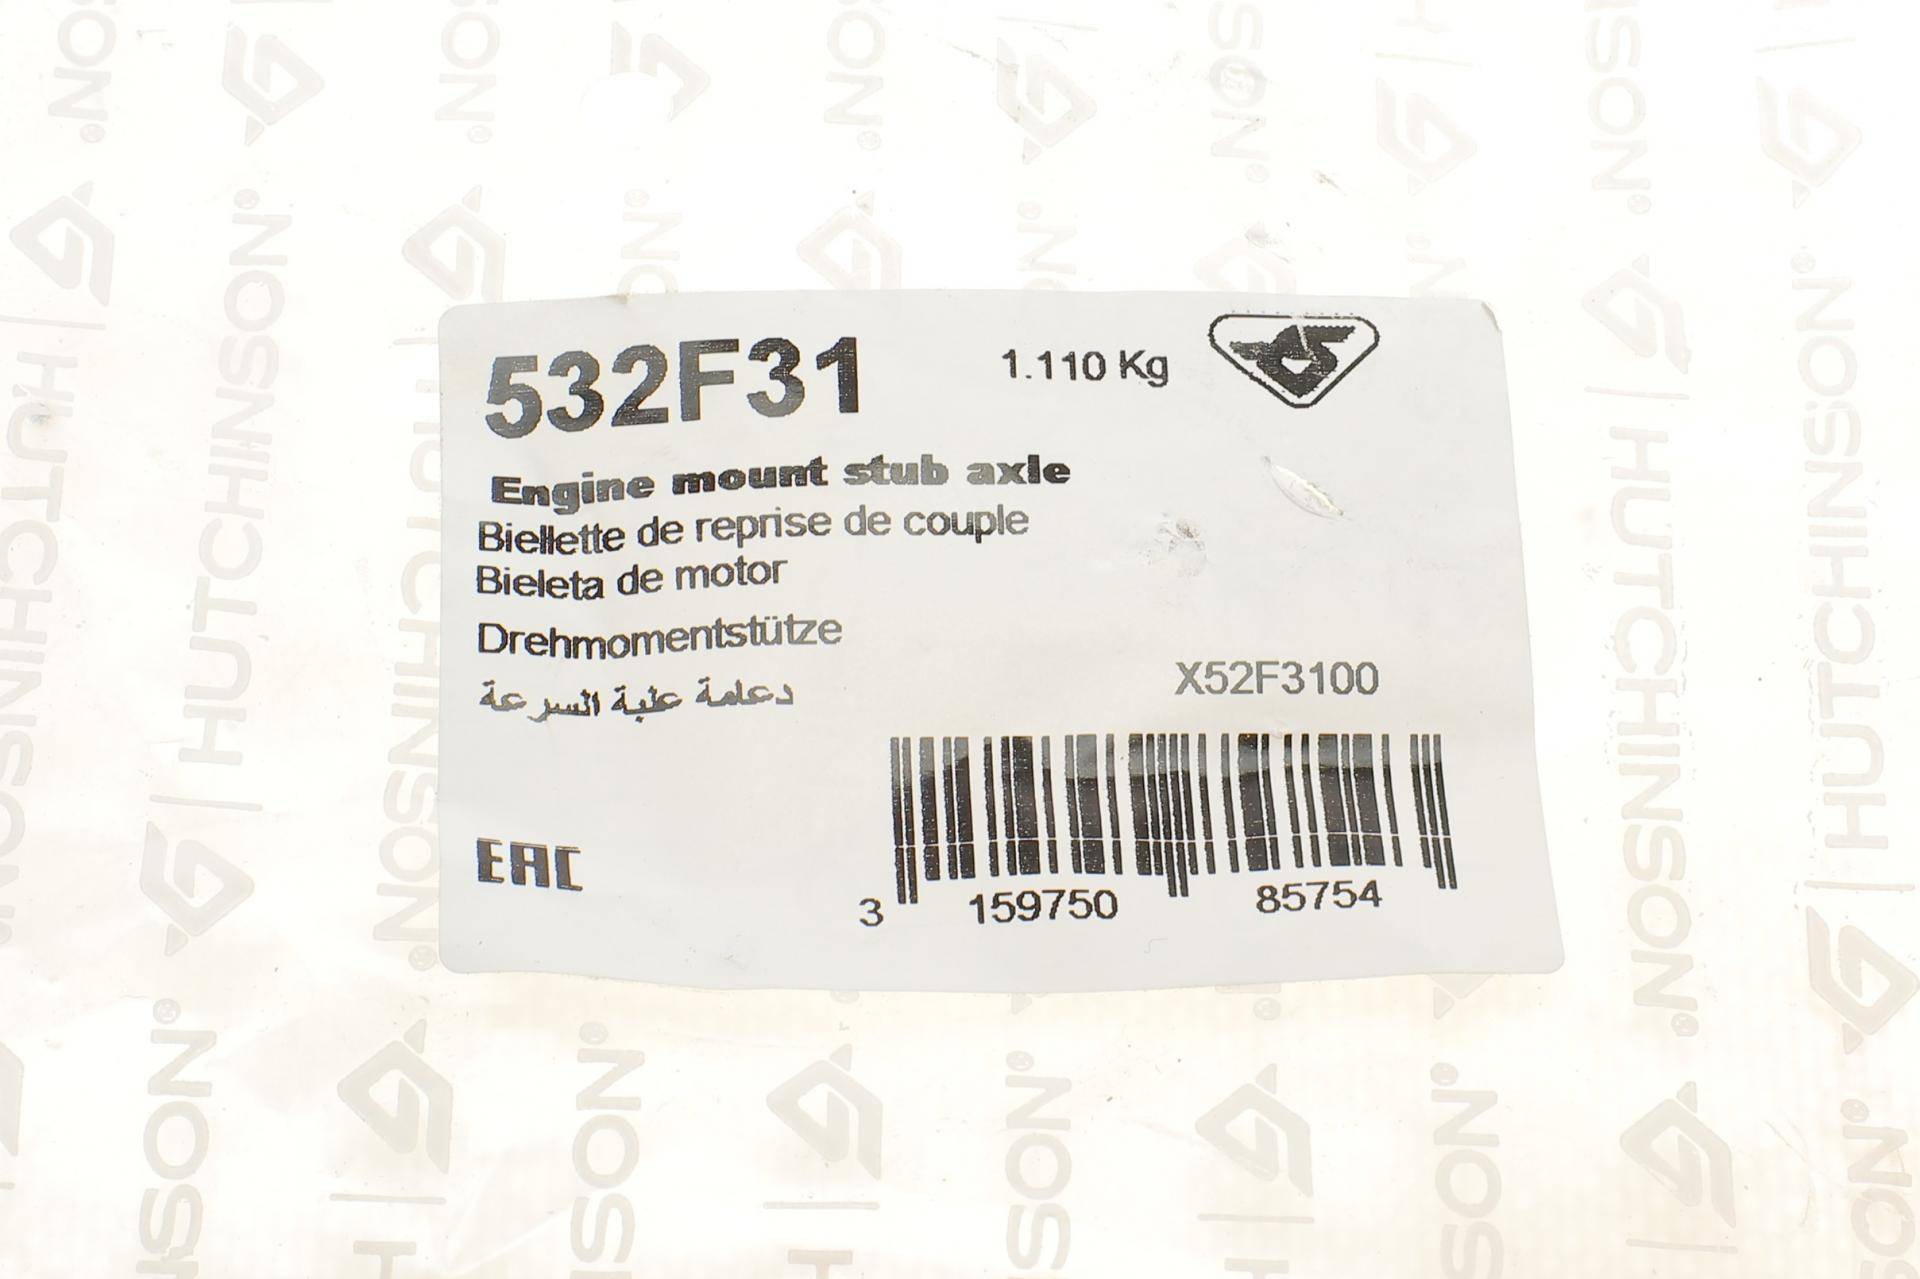 532F31
1.110 Kg
Engine mount stub axle
Biellette de reprise de couple
Bieleta de motor
Drehmomentstütze
دعامة علبة السرعة
X52F3100
EAC
3 159750 85754
HUTCHINSON®